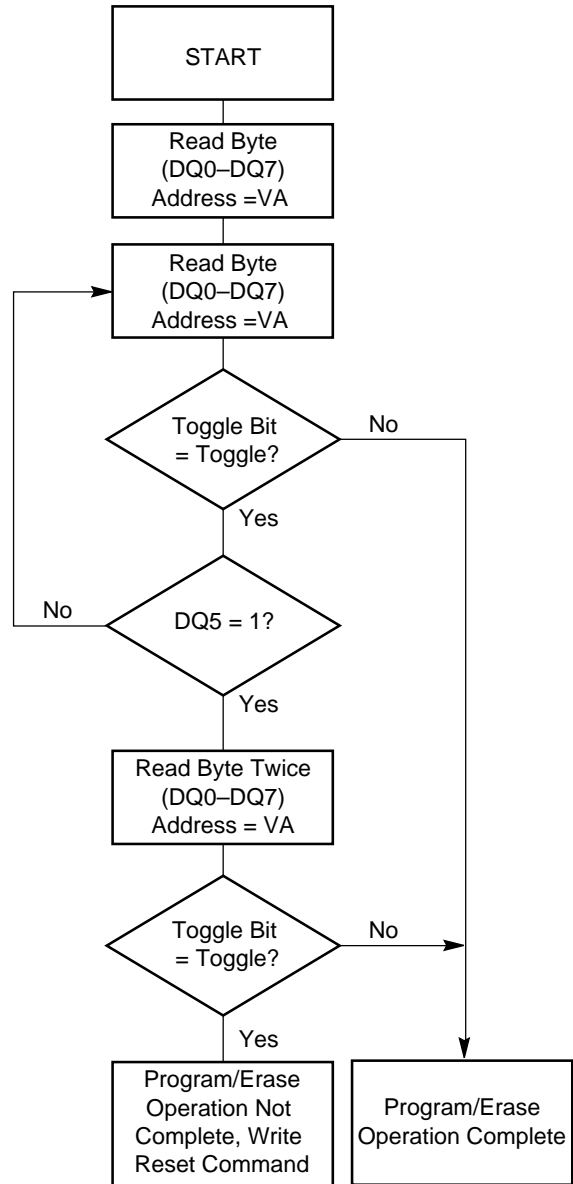 START
Read Byte
(DQ0–DQ7)
Address =VA
Read Byte
(DQ0–DQ7)
Address =VA
Toggle Bit
= Toggle?
No
Yes
No
DQ5 = 1?
Yes
Read Byte Twice
(DQ0–DQ7)
Address = VA
Toggle Bit
= Toggle?
No
Yes
Program/Erase
Operation Not
Complete, Write
Reset Command
Program/Erase
Operation Complete